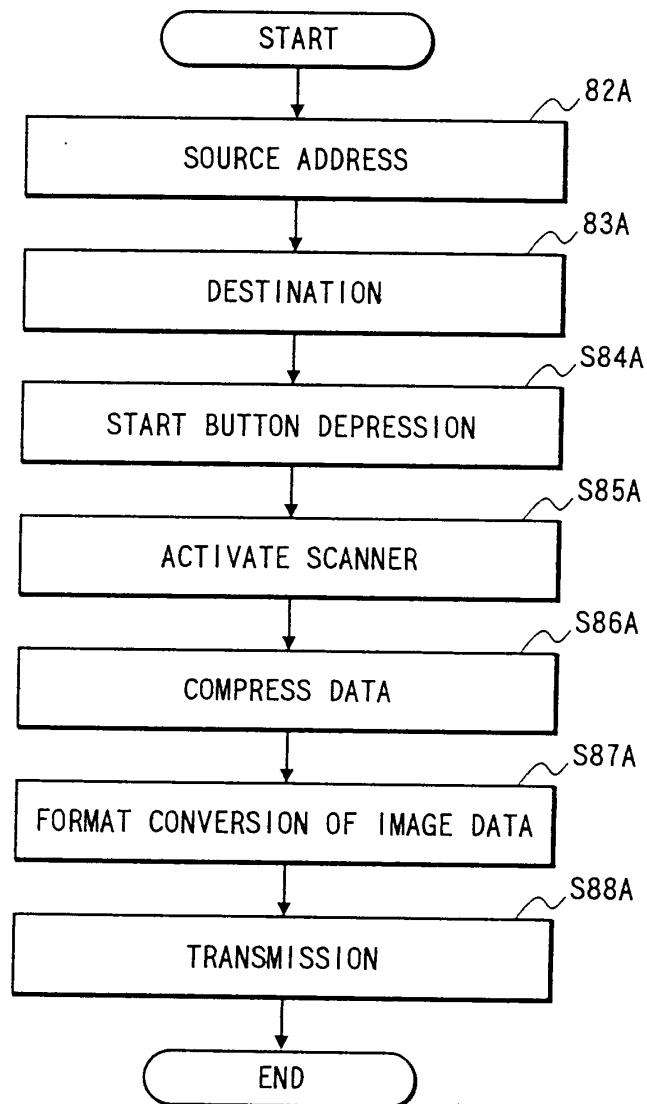 START
82A
SOURCE ADDRESS
83A
DESTINATION
S84A
START BUTTON DEPRESSION
S85A
ACTIVATE SCANNER
S86A
COMPRESS DATA
S87A
FORMAT CONVERSION OF IMAGE DATA
S88A
TRANSMISSION
END